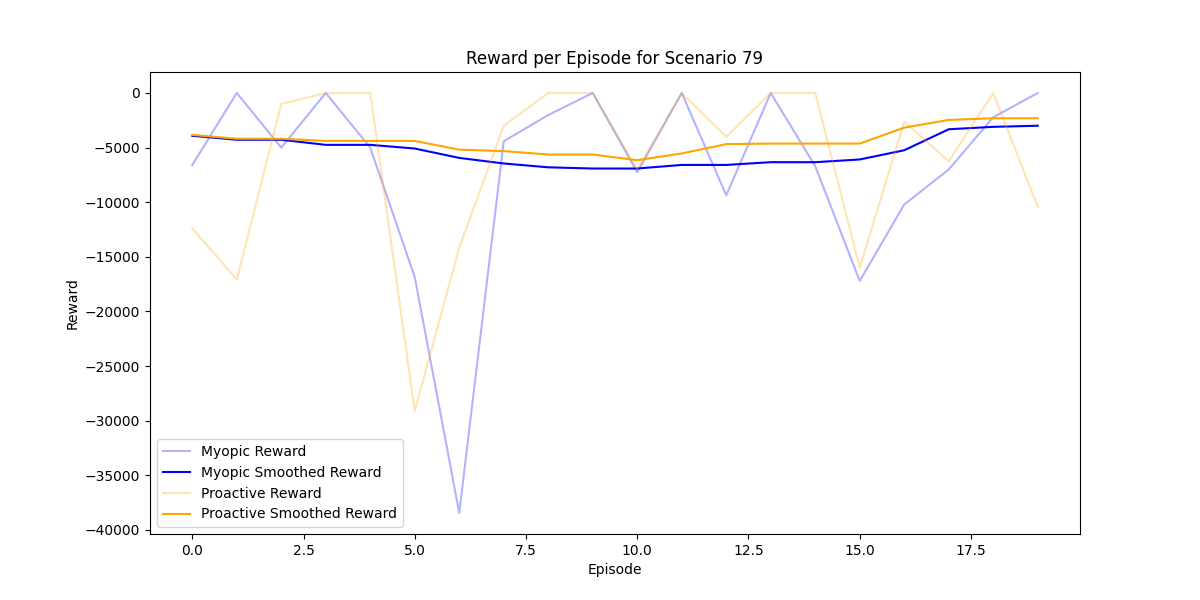 Reward per Episode for Scenario 79
Reward
0
−5000
−10000
−15000
−20000
−25000
−30000
−35000
−40000
Myopic Reward
Myopic Smoothed Reward
Proactive Reward
Proactive Smoothed Reward
0.0 2.5 5.0 7.5 10.0 12.5 15.0 17.5
Episode